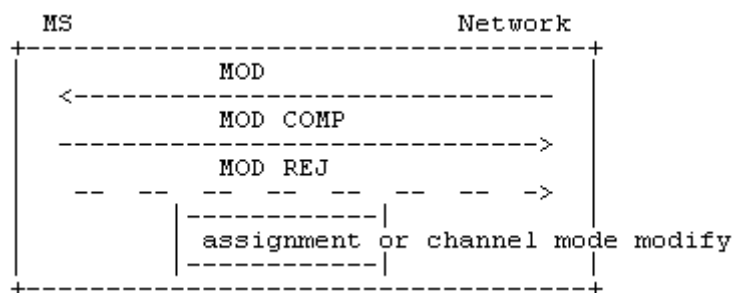 MS Network
MOD
MOD COMP
MOD REJ
assignment or channel mode modify